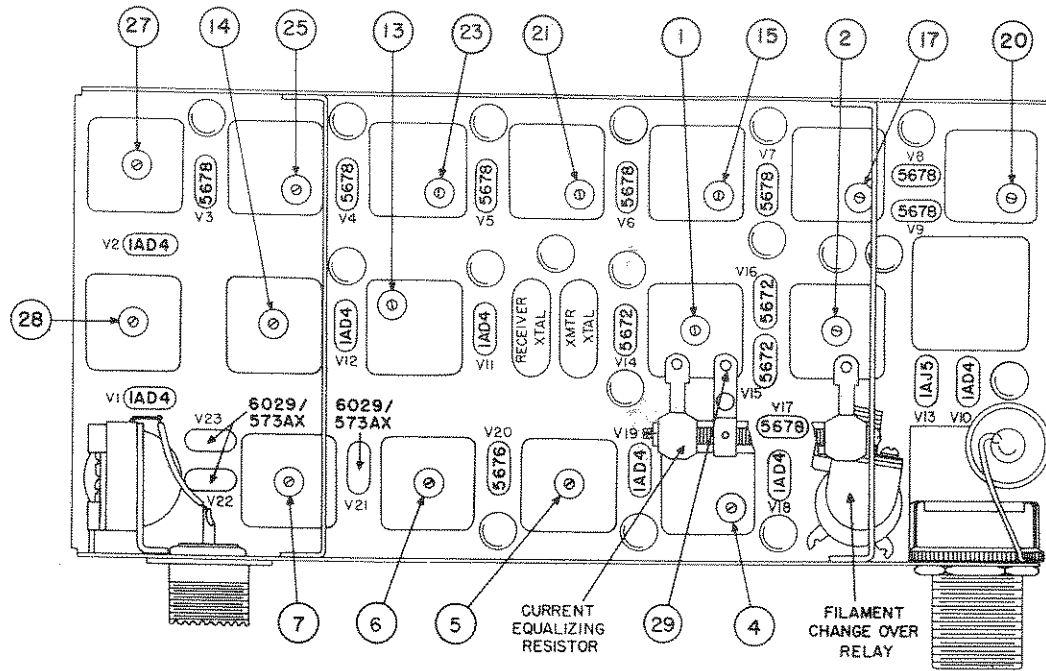 27
14
25
13
23
21
1
15
2
17
20
5678
V3
5678
V4
5678
V5
5678
V6
V7
5678
V8
5678
5678
V9
V2
1AD4
28
1AD4
V12
1AD4
V11
RECEIVER
XTAL
XMTR
XTAL
5672
V14
V16
5672
5672
V15
1AJ5
V13
1AD4
V10
V1
1AD4
V23
6029/
573AX
V22
6029/
573AX
V21
V20
5676
V19
1AD4
V17
5678
1AD4
V18
7
6
5
CURRENT
EQUALIZING
RESISTOR
29
4
FILAMENT
CHANGE OVER
RELAY